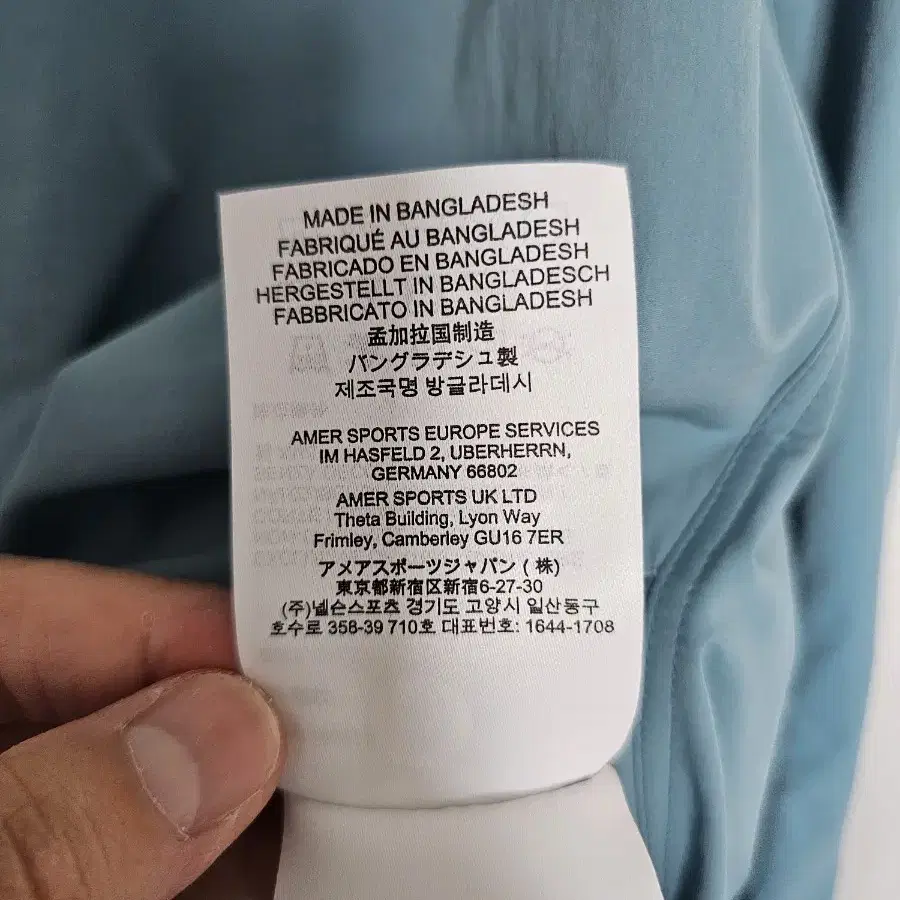 MADE IN BANGLADESH
FABRIQUÉ AU BANGLADESH
FABRICADO EN BANGLADESH
HERGESTELLT IN BANGLADESCH
FABBRICATO IN BANGLADESH
孟加拉国制造
バングラデシュ製
제조국명 방글라데시
AMER SPORTS EUROPE SERVICES
IM HASFELD 2, UBERHERRN,
GERMANY 66802
AMER SPORTS UK LTD
Theta Building, Lyon Way
Frimley, Camberley GU16 7ER
アメアスポーツジャパン (株)
東京都新宿区新宿6-27-30
(주)넬슨스포츠 경기도 고양시 일산동구
호수로 358-39 710호 대표번호: 1644-1708